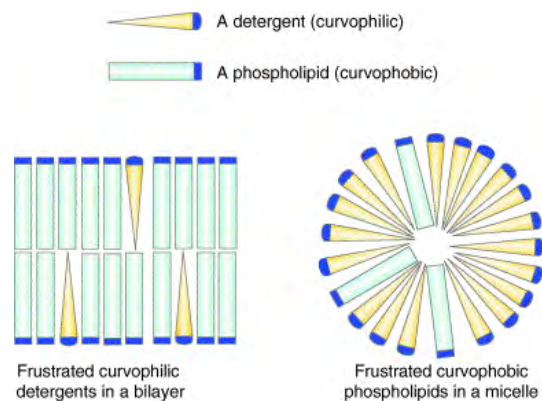 A detergent (curvophilic)
A phospholipid (curvophobic)
Frustrated curvophilic
detergents in a bilayer
Frustrated curvophobic
phospholipids in a micelle